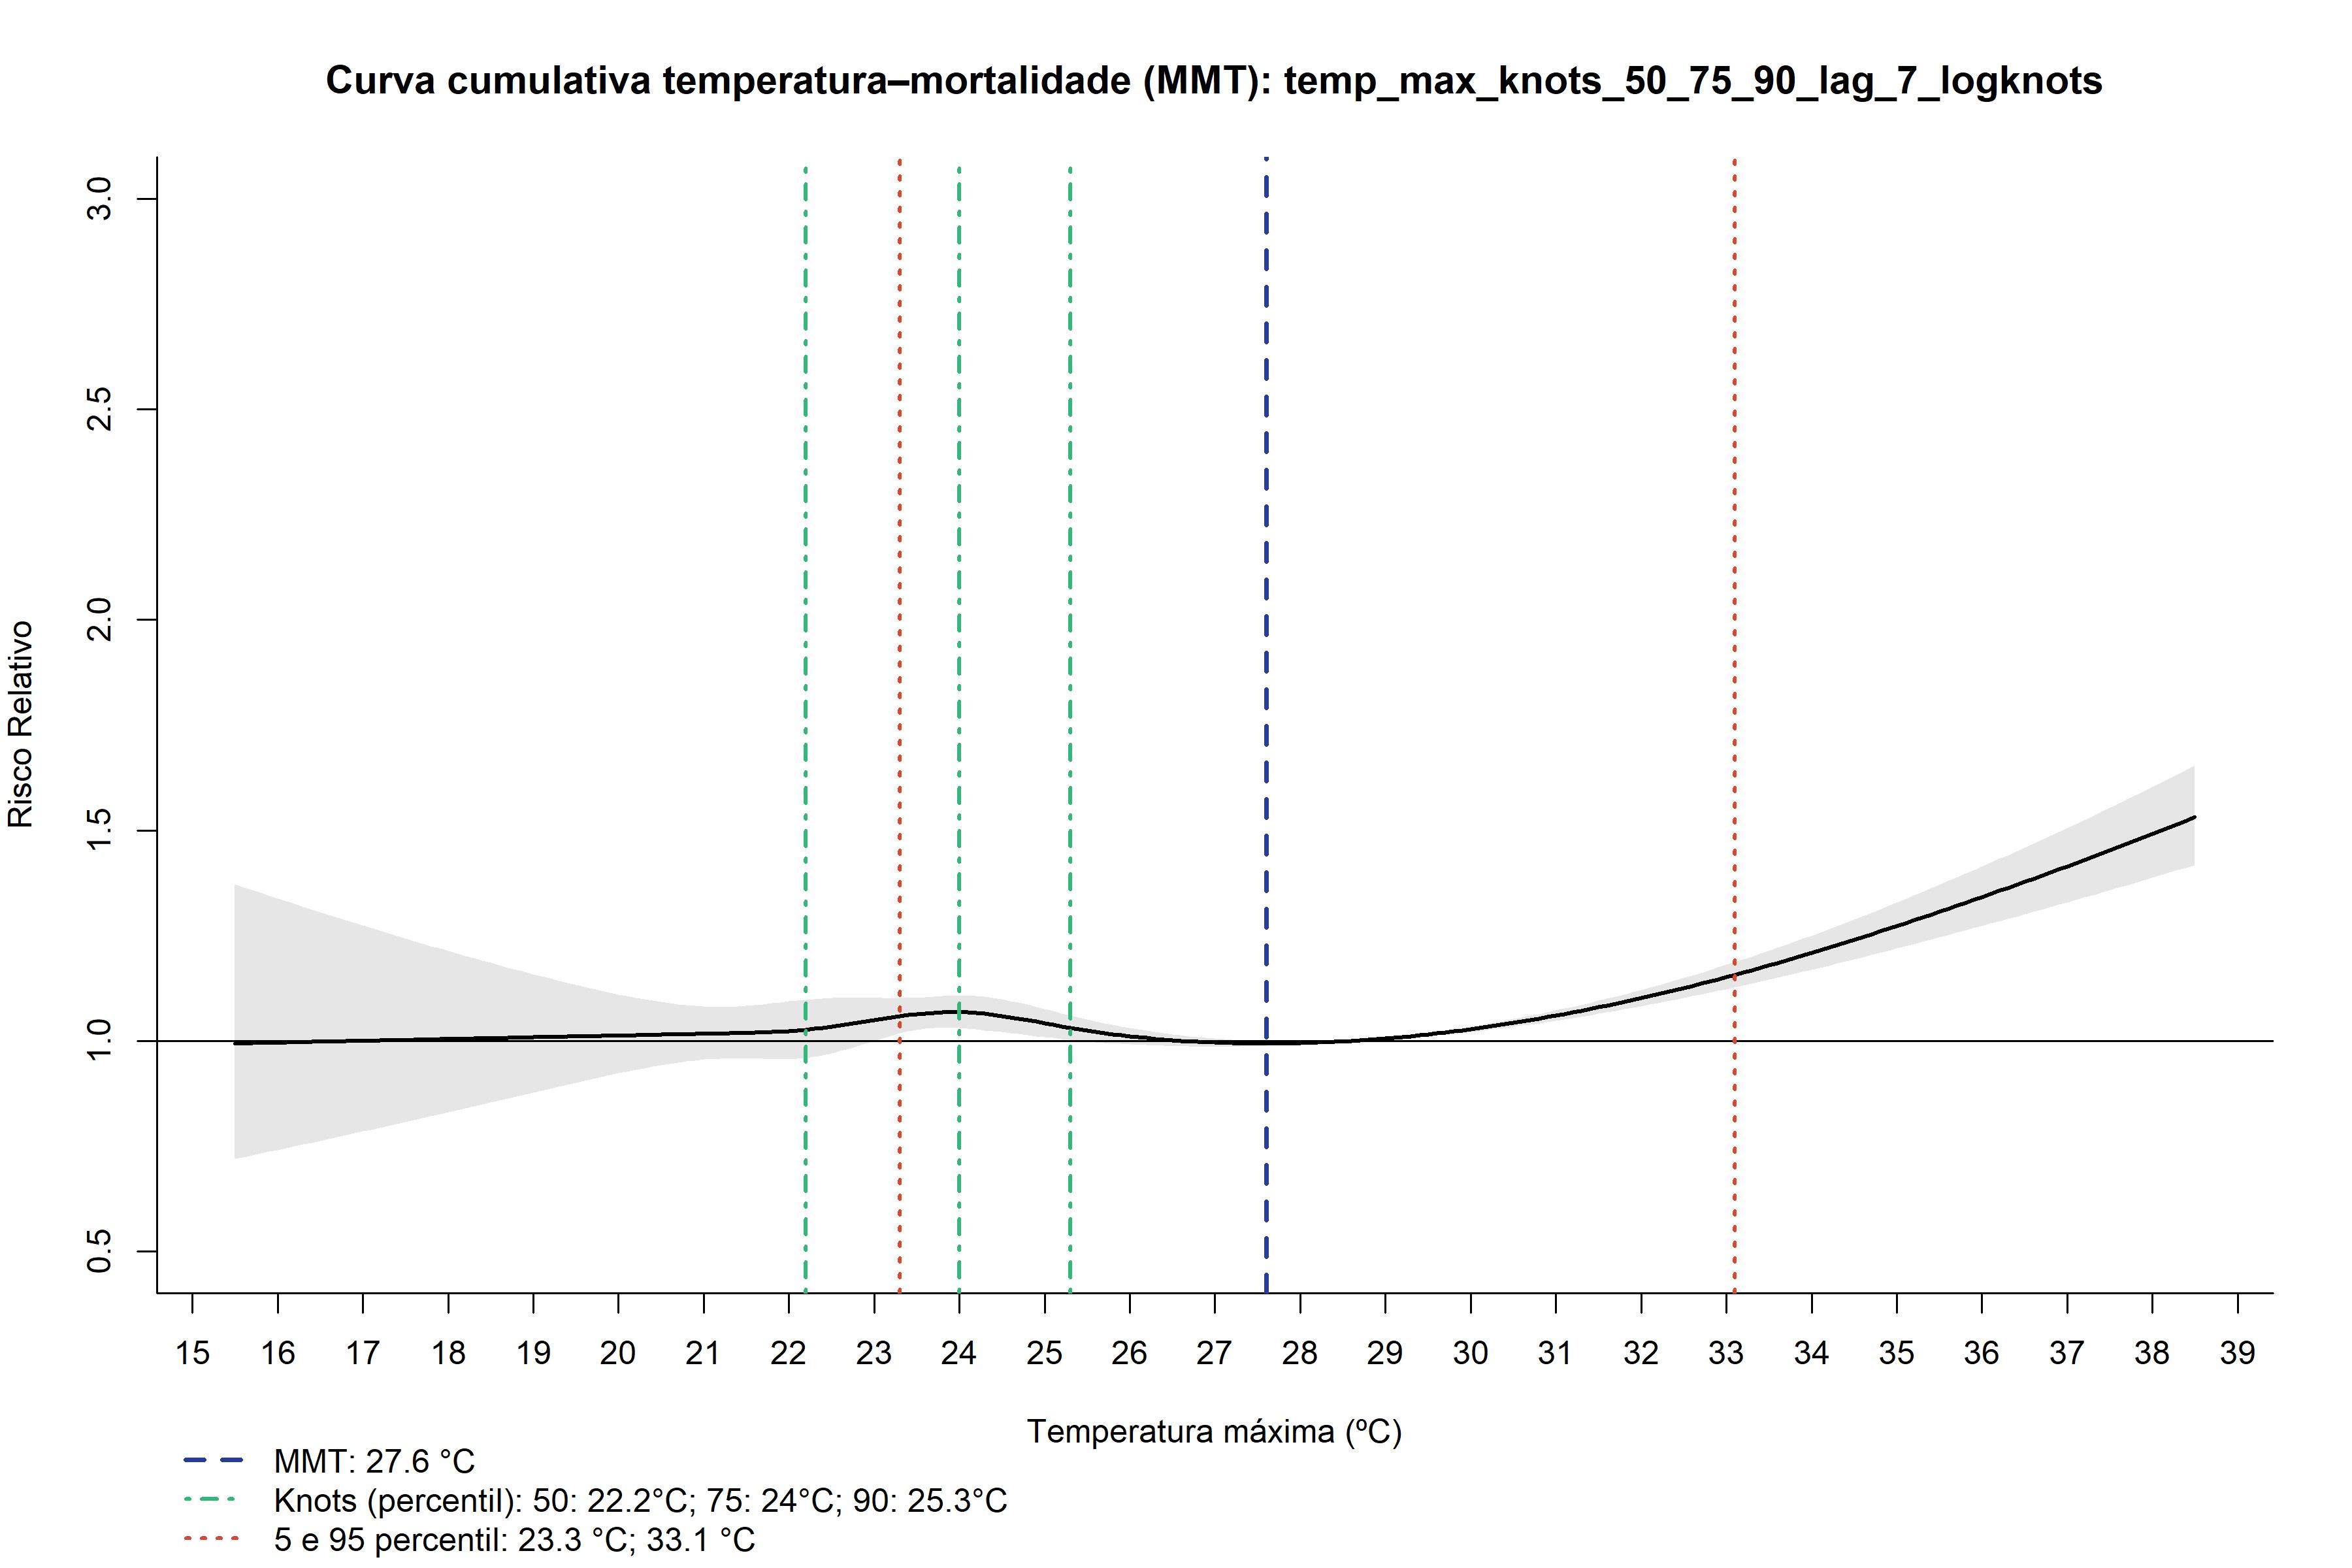 Curva cumulativa temperatura–mortalidade (MMT): temp_max_knots_50_75_90_lag_7_logknots
Risco Relativo
3.0
2.5
2.0
1.5
1.0
0.5
15 16 17 18 19 20 21 22 23 24 25 26 27 28 29 30 31 32 33 34 35 36 37 38 39
Temperatura máxima (ºC)
MMT: 27.6 °C
Knots (percentil): 50: 22.2°C; 75: 24°C; 90: 25.3°C
5 e 95 percentil: 23.3 °C; 33.1 °C